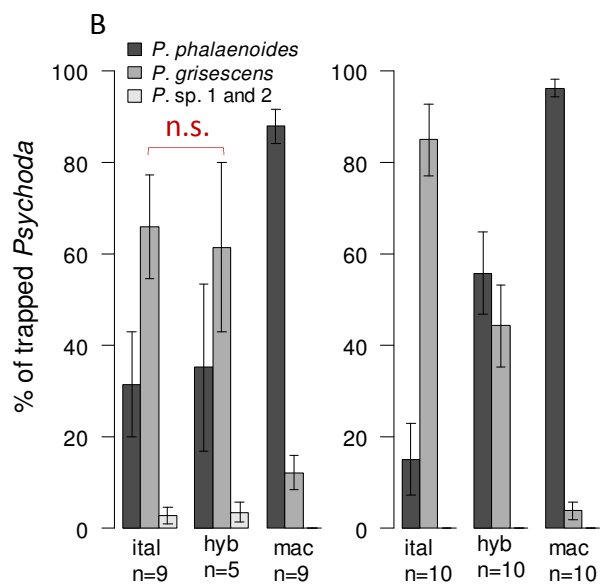 B
P. phalaenoides
P. grisescens
P. sp. 1 and 2
n.s.
% of trapped Psychoda
100
80
60
40
20
0
ital hyb mac
n=9 n=5 n=9
100
80
60
40
20
0
ital hyb mac
n=10 n=10 n=10